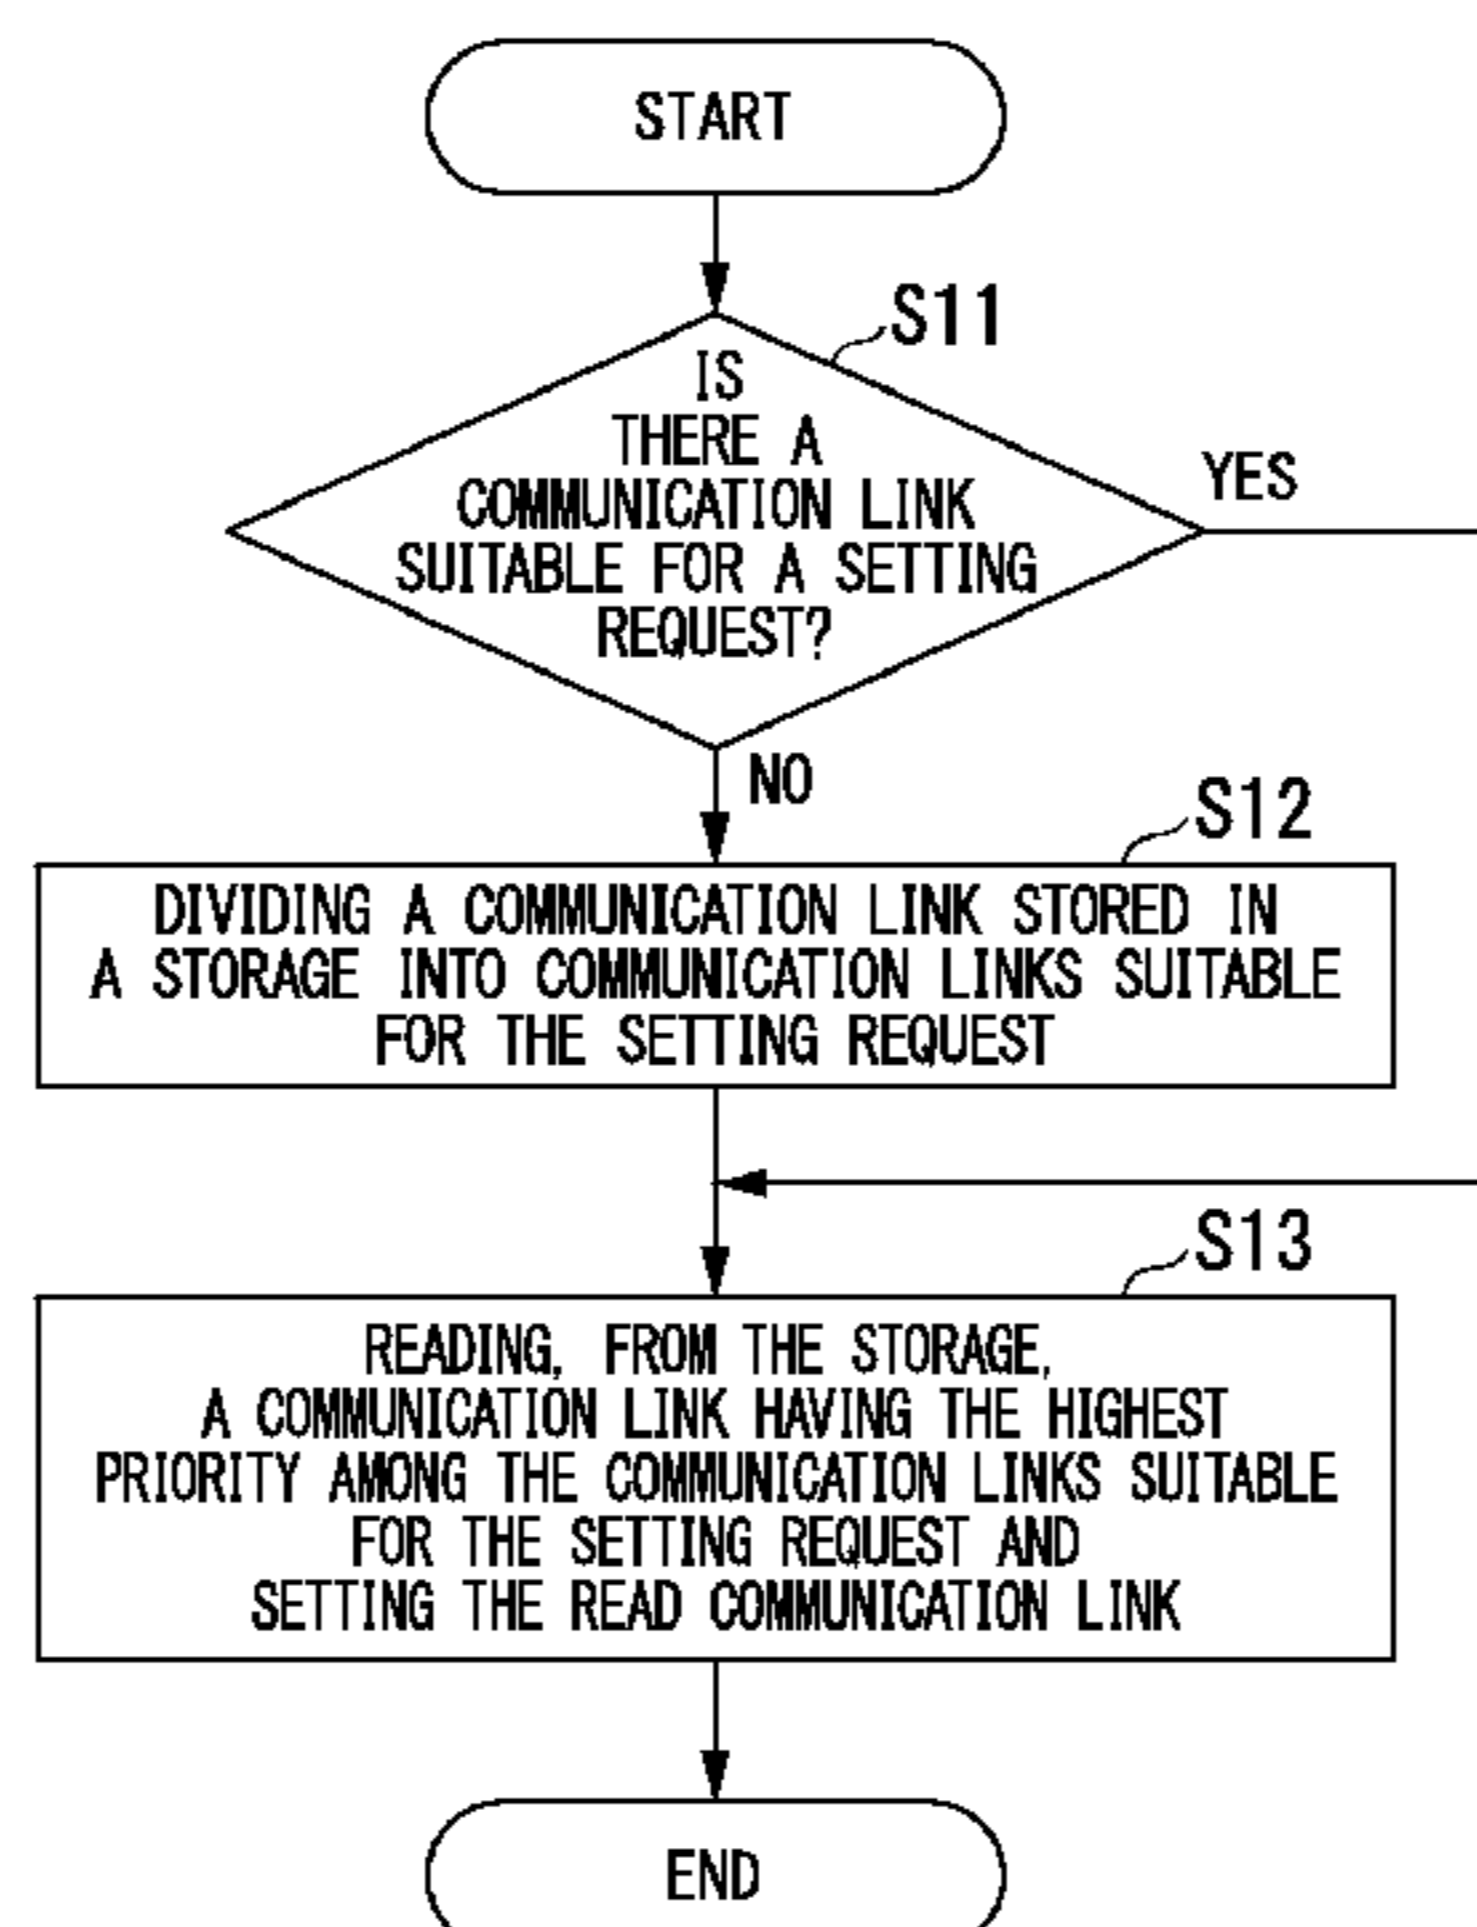 START
S11
IS
THERE A
COMMUNICATION LINK
SUITABLE FOR A SETTING
REQUEST?
YES
NO
S12
DIVIDING A COMMUNICATION LINK STORED IN
A STORAGE INTO COMMUNICATION LINKS SUITABLE
FOR THE SETTING REQUEST
S13
READING, FROM THE STORAGE,
A COMMUNICATION LINK HAVING THE HIGHEST
PRIORITY AMONG THE COMMUNICATION LINKS SUITABLE
FOR THE SETTING REQUEST AND
SETTING THE READ COMMUNICATION LINK
END